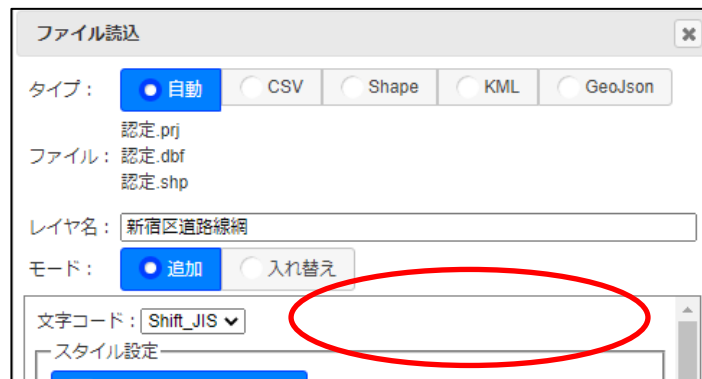 ファイル読込
タイプ： 自動 CSV Shape KML GeoJson
認定.prj
ファイル： 認定.dbf
認定.shp
レイヤ名： 新宿区道路線網
モード： 追加 入れ替え
文字コード： Shift_JIS
スタイル設定